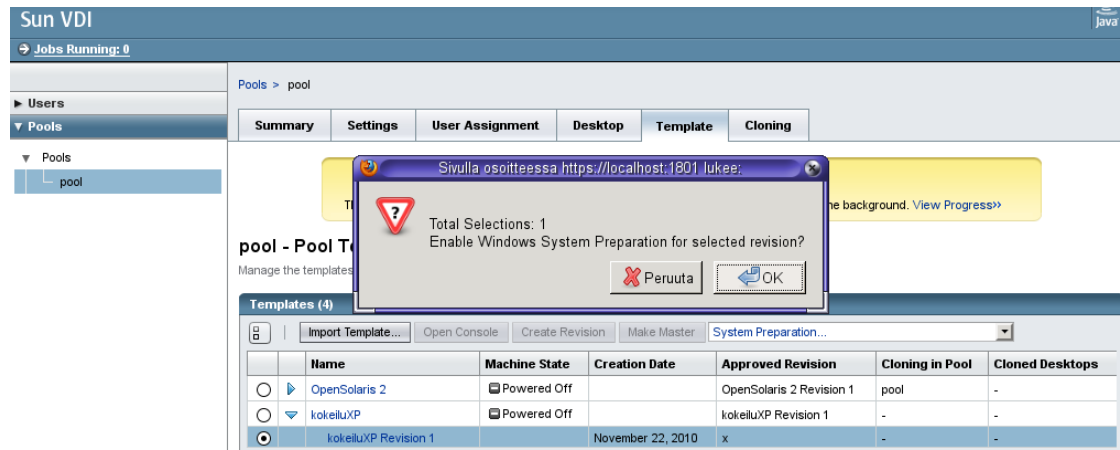 Sun VDI
Java
Jobs Running: 0
Pools > pool
Users
Pools
Pools
pool
Summary Settings User Assignment Desktop Template Cloning
Sivulla osoitteessa https://localhost:1801 lukee:
Total Selections: 1
Enable Windows System Preparation for selected revision?
Peruuta OK
background. View Progress>>
pool - Pool
Manage the templates
Templates (4)
Import Template... Open Console Create Revision Make Master System Preparation...
Name Machine State Creation Date Approved Revision Cloning in Pool Cloned Desktops
OpenSolaris 2 Powered Off OpenSolaris 2 Revision 1 pool -
kokeiluXP Powered Off kokeiluXP Revision 1 - -
kokeiluXP Revision 1 November 22, 2010 x - -